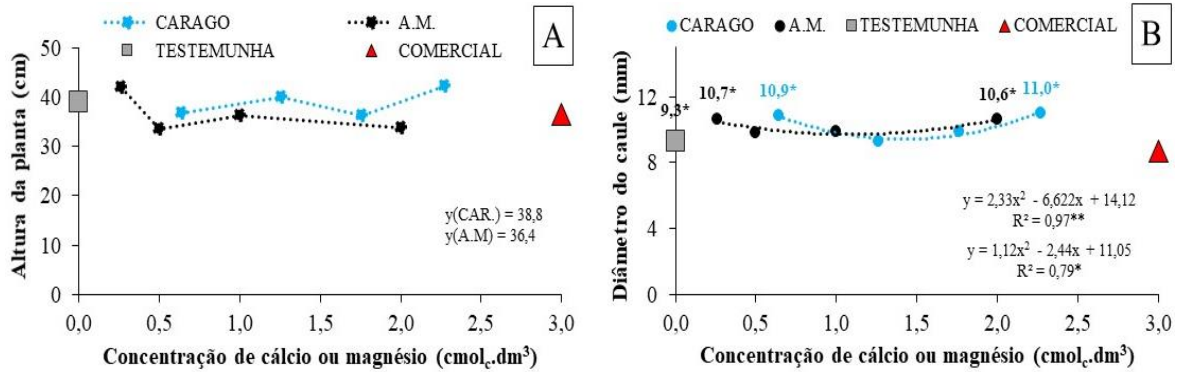 CARAGO A.M.
TESTEMUNHA COMERCIAL
A
Altura da planta (cm)
50
40
30
20
10
0
y(CAR.) = 38,8
y(A.M) = 36,4
0,0 0,5 1,0 1,5 2,0 2,5 3,0
Concentração de cálcio ou magnésio (cmolc.dm³)
CARAGO A.M. TESTEMUNHA COMERCIAL
B
Diâmetro do caule (mm)
12
8
4
0
9,3* 10,7* 10,9* 10,6* 11,0*
y = 2,33x² - 6,622x + 14,12
R² = 0,97**
y = 1,12x² - 2,44x + 11,05
R² = 0,79*
0,0 0,5 1,0 1,5 2,0 2,5 3,0
Concentração de cálcio ou magnésio (cmolc.dm³)